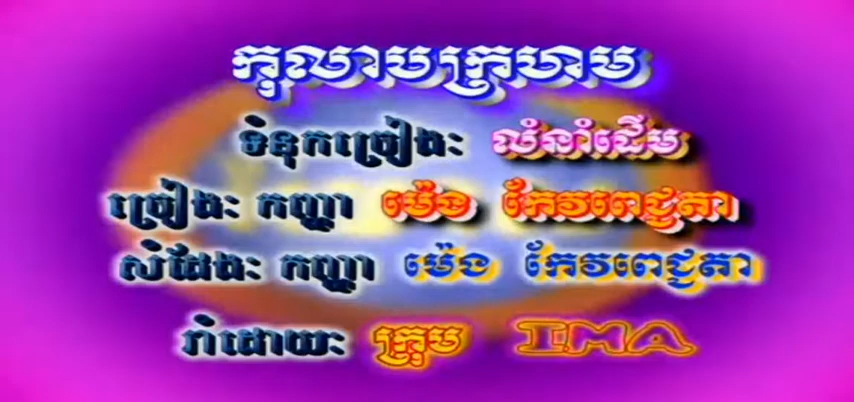 កុលាបក្រហម
ទំនុកច្រៀង: លំនាំដើម
ច្រៀង: កញ្ញា ម៉េង កែវពេជ្ជតា
សំដែង: កញ្ញា ម៉េង កែវពេជ្ជតា
រាំដោយ: ក្រុម IMA